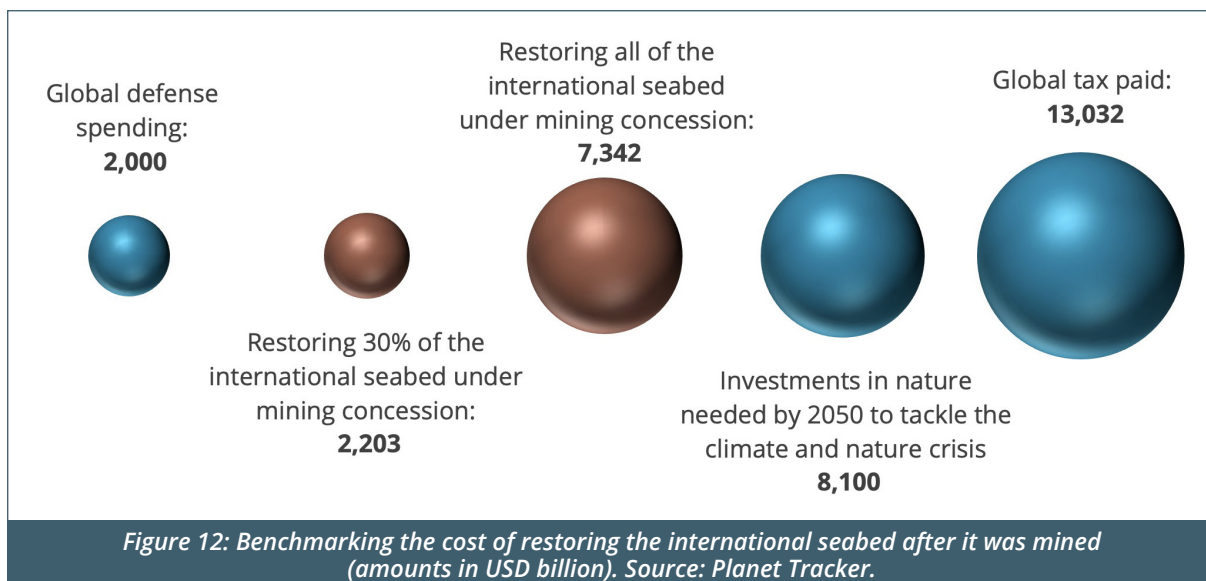 Global defense
spending:
2,000
Restoring 30% of the
international seabed under
mining concession:
2,203
Restoring all of the
international seabed
under mining concession:
7,342
Investments in nature
needed by 2050 to tackle the
climate and nature crisis
8,100
Global tax paid:
13,032
Figure 12: Benchmarking the cost of restoring the international seabed after it was mined
(amounts in USD billion). Source: Planet Tracker.